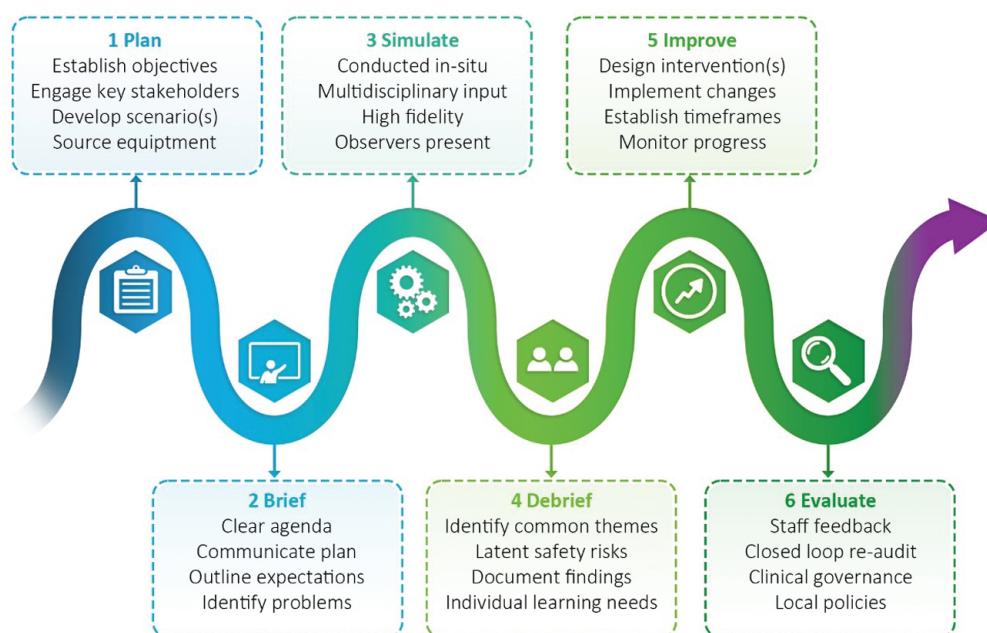 1 Plan
Establish objectives
Engage key stakeholders
Develop scenario(s)
Source equiptment
2 Brief
Clear agenda
Communicate plan
Outline expectations
Identify problems
3 Simulate
Conducted in-situ
Multidisciplinary input
High fidelity
Observers present
4 Debrief
Identify common themes
Latent safety risks
Document findings
Individual learning needs
5 Improve
Design intervention(s)
Implement changes
Establish timeframes
Monitor progress
6 Evaluate
Staff feedback
Closed loop re-audit
Clinical governance
Local policies